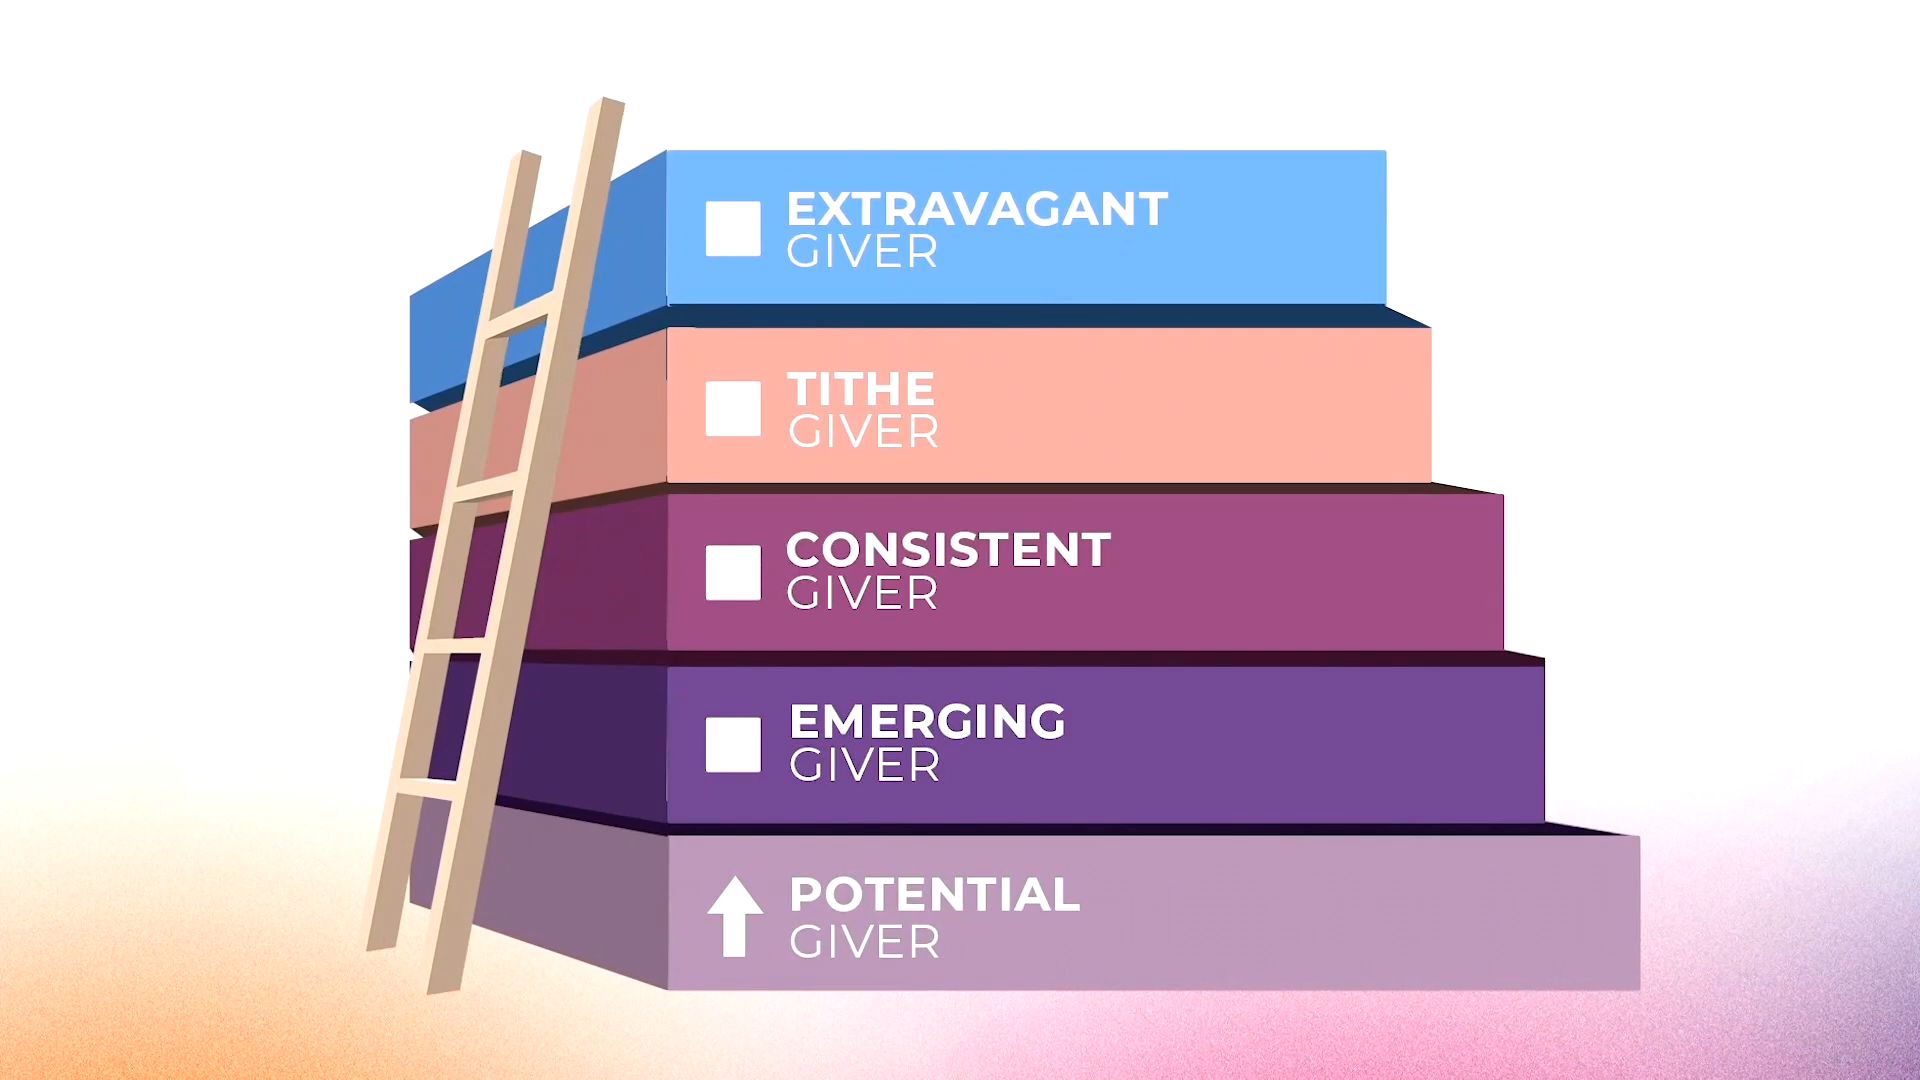 EXTRAVAGANT
GIVER
TITHE
GIVER
CONSISTENT
GIVER
EMERGING
GIVER
POTENTIAL
GIVER